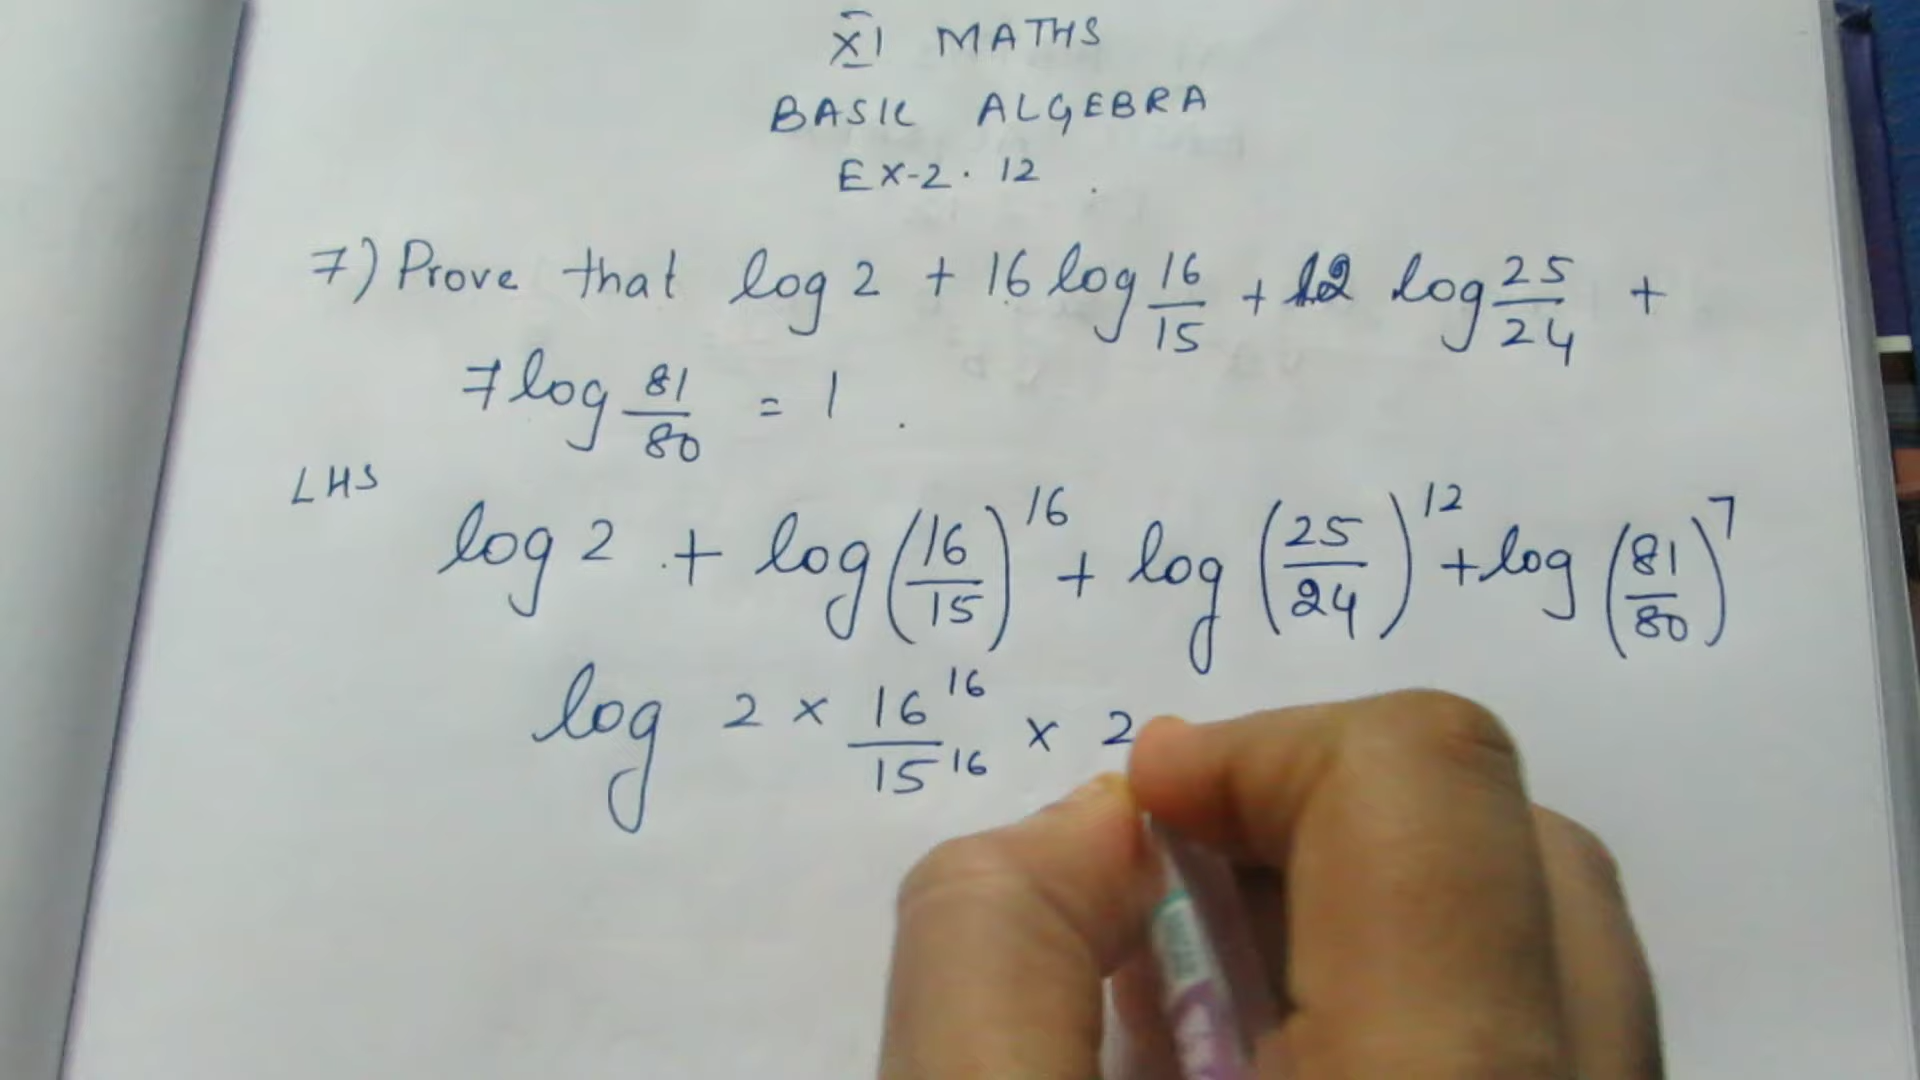 XI MATHS
BASIC ALGEBRA
EX-2.12
7) Prove that log 2 + 16 log 16/15 + 12 log 25/24 +
7 log 81/80 = 1.
LHS
log 2 + log (16/15)^16 + log (25/24)^12 + log (81/80)^7
log 2 × 16^16/15^16 × 2